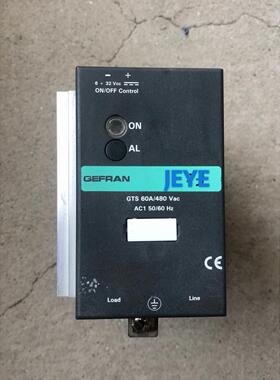 − +
6 ÷ 32 Vcc
ON/OFF Control
ON
AL
GEFRAN
JEYE
GTS 60A/480 Vac
AC1 50/60 Hz
CE
Load
Line